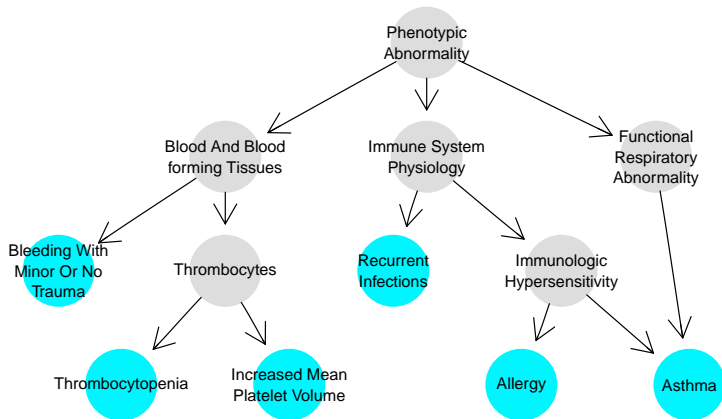 Phenotypic
Abnormality
Blood And Blood
forming Tissues
Immune System
Physiology
Functional
Respiratory
Abnormality
Bleeding With
Minor Or No
Trauma
Thrombocytes
Recurrent
Infections
Immunologic
Hypersensitivity
Thrombocytopenia
Increased Mean
Platelet Volume
Allergy
Asthma